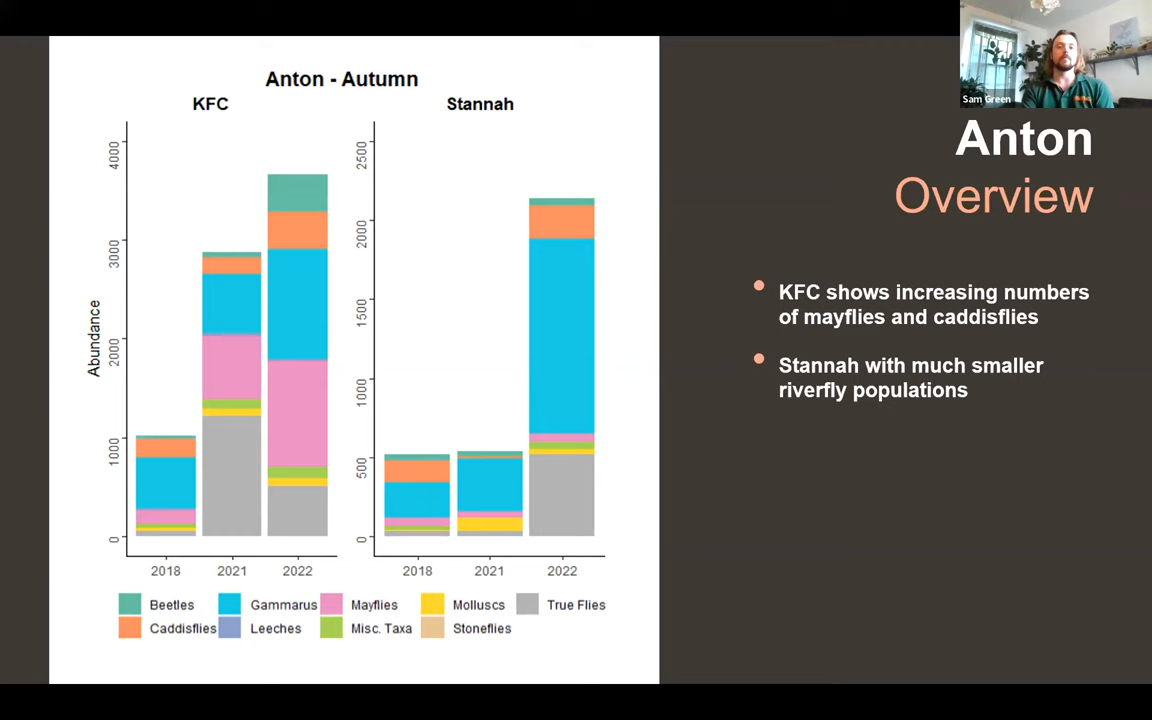 Anton - Autumn
KFC
Stannah
Abundance
4000
3000
2000
1000
0
2500
2000
1500
1000
500
0
2018
2021
2022
2018
2021
2022
Beetles
Gammarus
Mayflies
Molluscs
True Flies
Caddisflies
Leeches
Misc. Taxa
Stoneflies
Sam Green
Anton
Overview
• KFC shows increasing numbers
of mayflies and caddisflies
• Stannah with much smaller
riverfly populations